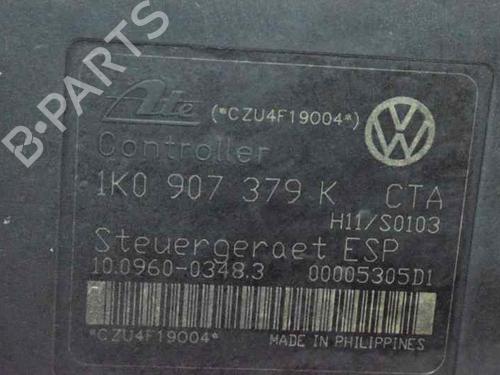 B-PARTS
Ate (*CZU4F19004*)
Controller
1K0 907 379 K CTA
H11/S0103
Steuergeraet ESP
10.0960-0348.3 00005305D1
*CZU4F19004* MADE IN PHILIPPINES